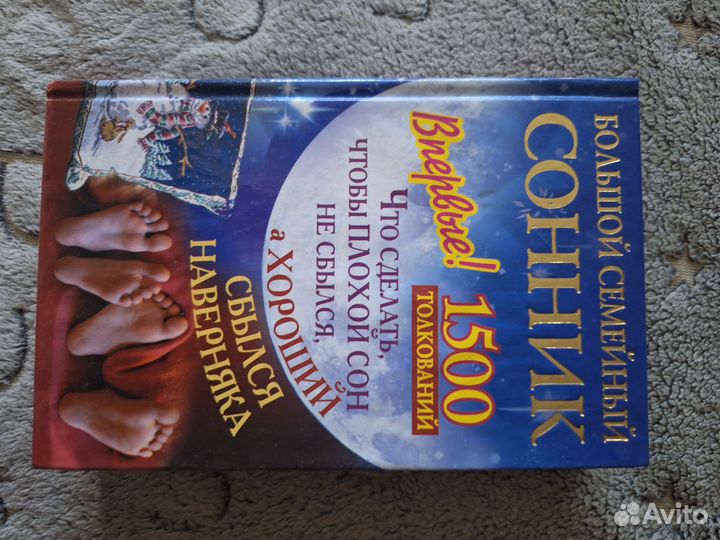 БОЛЬШОЙ СЕМЕЙНЫЙ
СОННИК
Впервые! 1500
ТОЛКОВАНИЙ
ЧТО СДЕЛАТЬ,
ЧТОБЫ ПЛОХОЙ СОН
НЕ СБЫЛСЯ,
а ХОРОШИЙ
СБЫЛСЯ
НАВЕРНЯКА
Avito